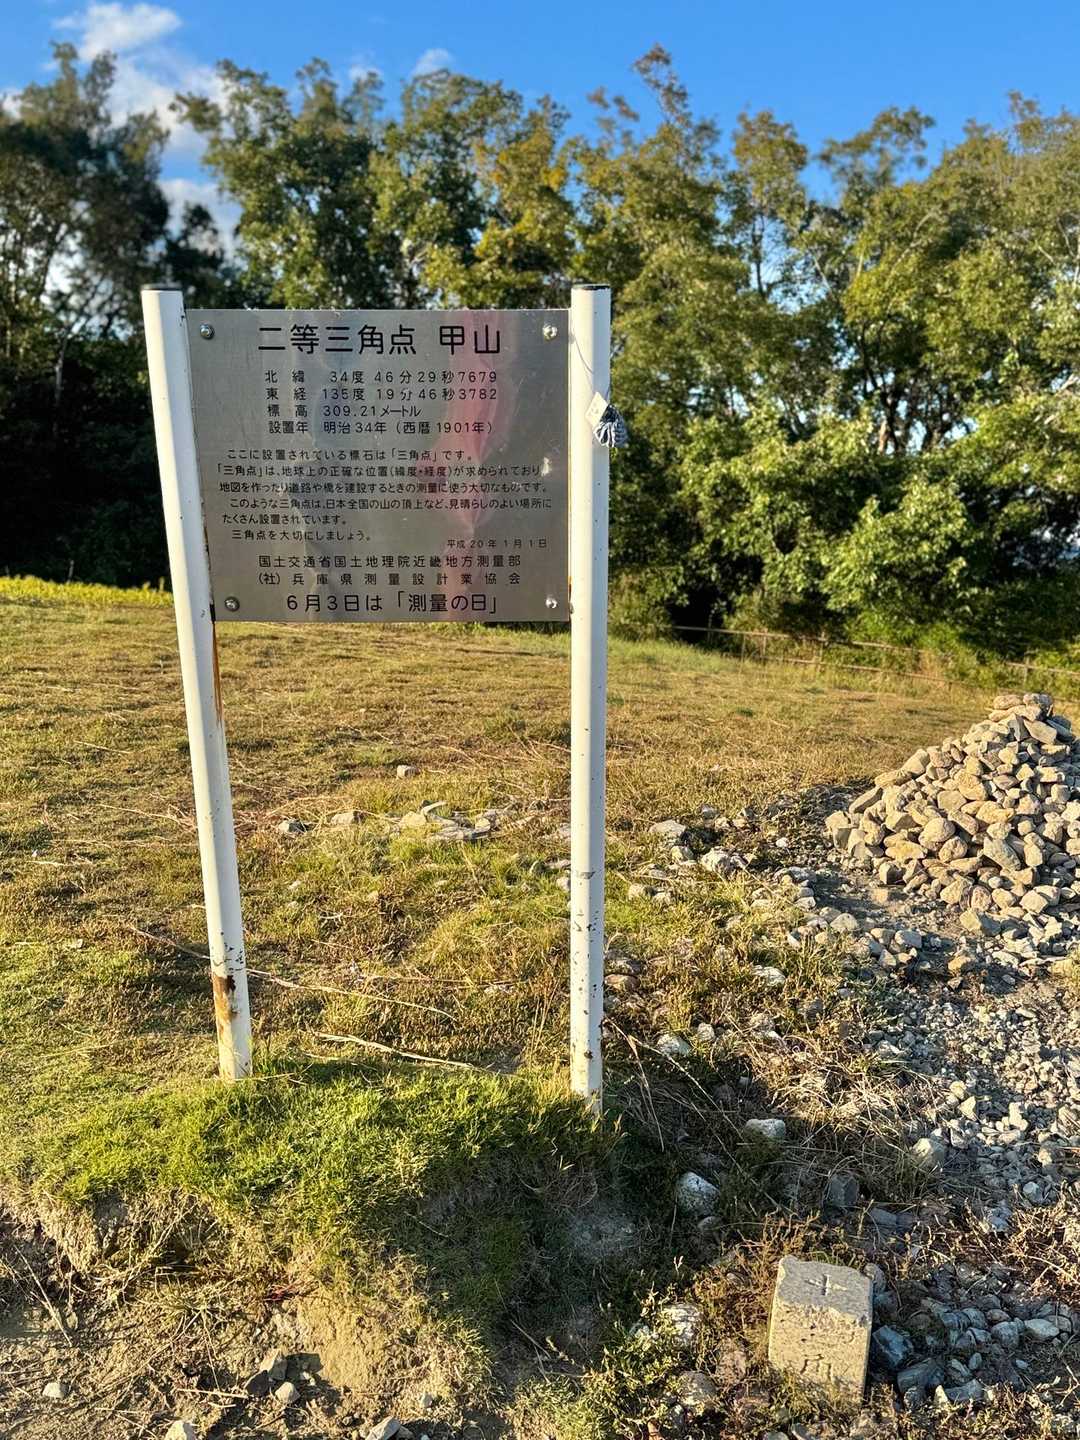 二等三角点 甲山
北緯 34度 46分 29秒7679
東経 135度 19分 46秒3782
標高 309.21メートル
設置年 明治34年（西暦1901年）
ここに設置されている標石は「三角点」です。
「三角点」は、地球上の正確な位置（緯度・経度）が求められており、
地図を作ったり道路や橋を建設するときの測量に使う大切なものです。
このような三角点は、日本全国の山の頂上など、見晴らしのよい場所に
たくさん設置されています。
三角点を大切にしましょう。
平成20年1月1日
国土交通省国土地理院近畿地方測量部
（社）兵庫県測量設計業協会
6月3日は「測量の日」
角